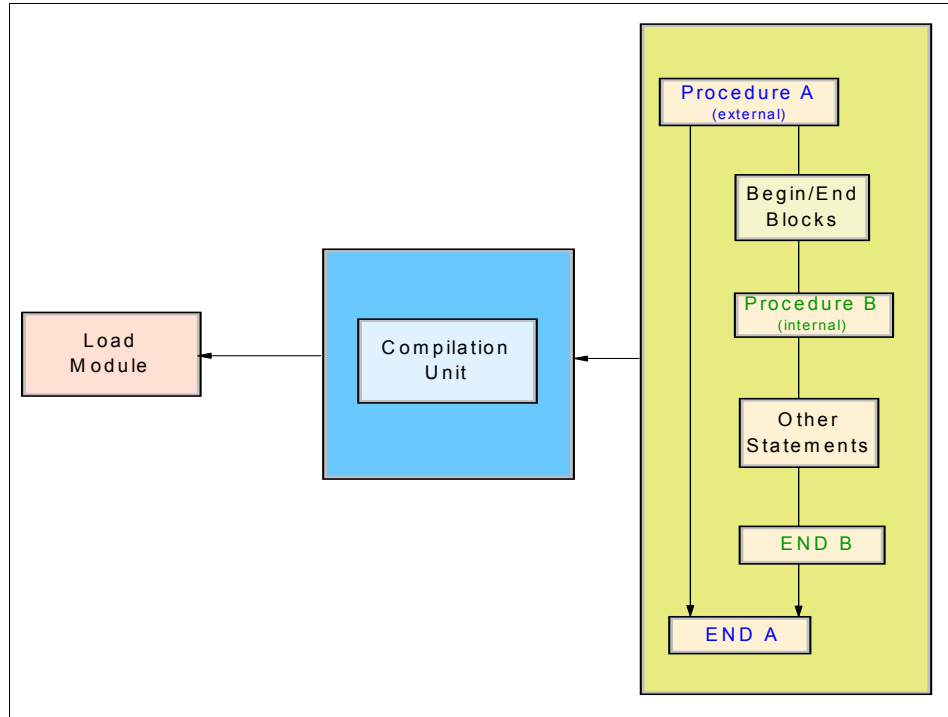 Procedure A
(external)
Begin/End
Blocks
Procedure B
(internal)
Load
Module
Compilation
Unit
Other
Statements
END B
END A